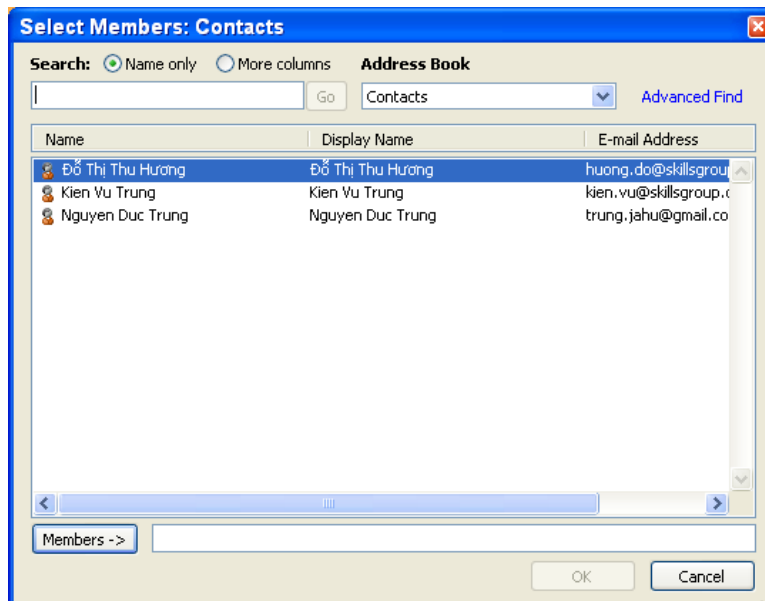 Select Members: Contacts
Search: Name only More columns Address Book
Go Contacts Advanced Find
Name Display Name E-mail Address
Đỗ Thị Thu Hương Đỗ Thị Thu Hương huong.do@skillsgroup
Kien Vu Trung Kien Vu Trung kien.vu@skillsgroup.c
Nguyen Duc Trung Nguyen Duc Trung trung.jahu@gmail.co
Members ->
OK Cancel